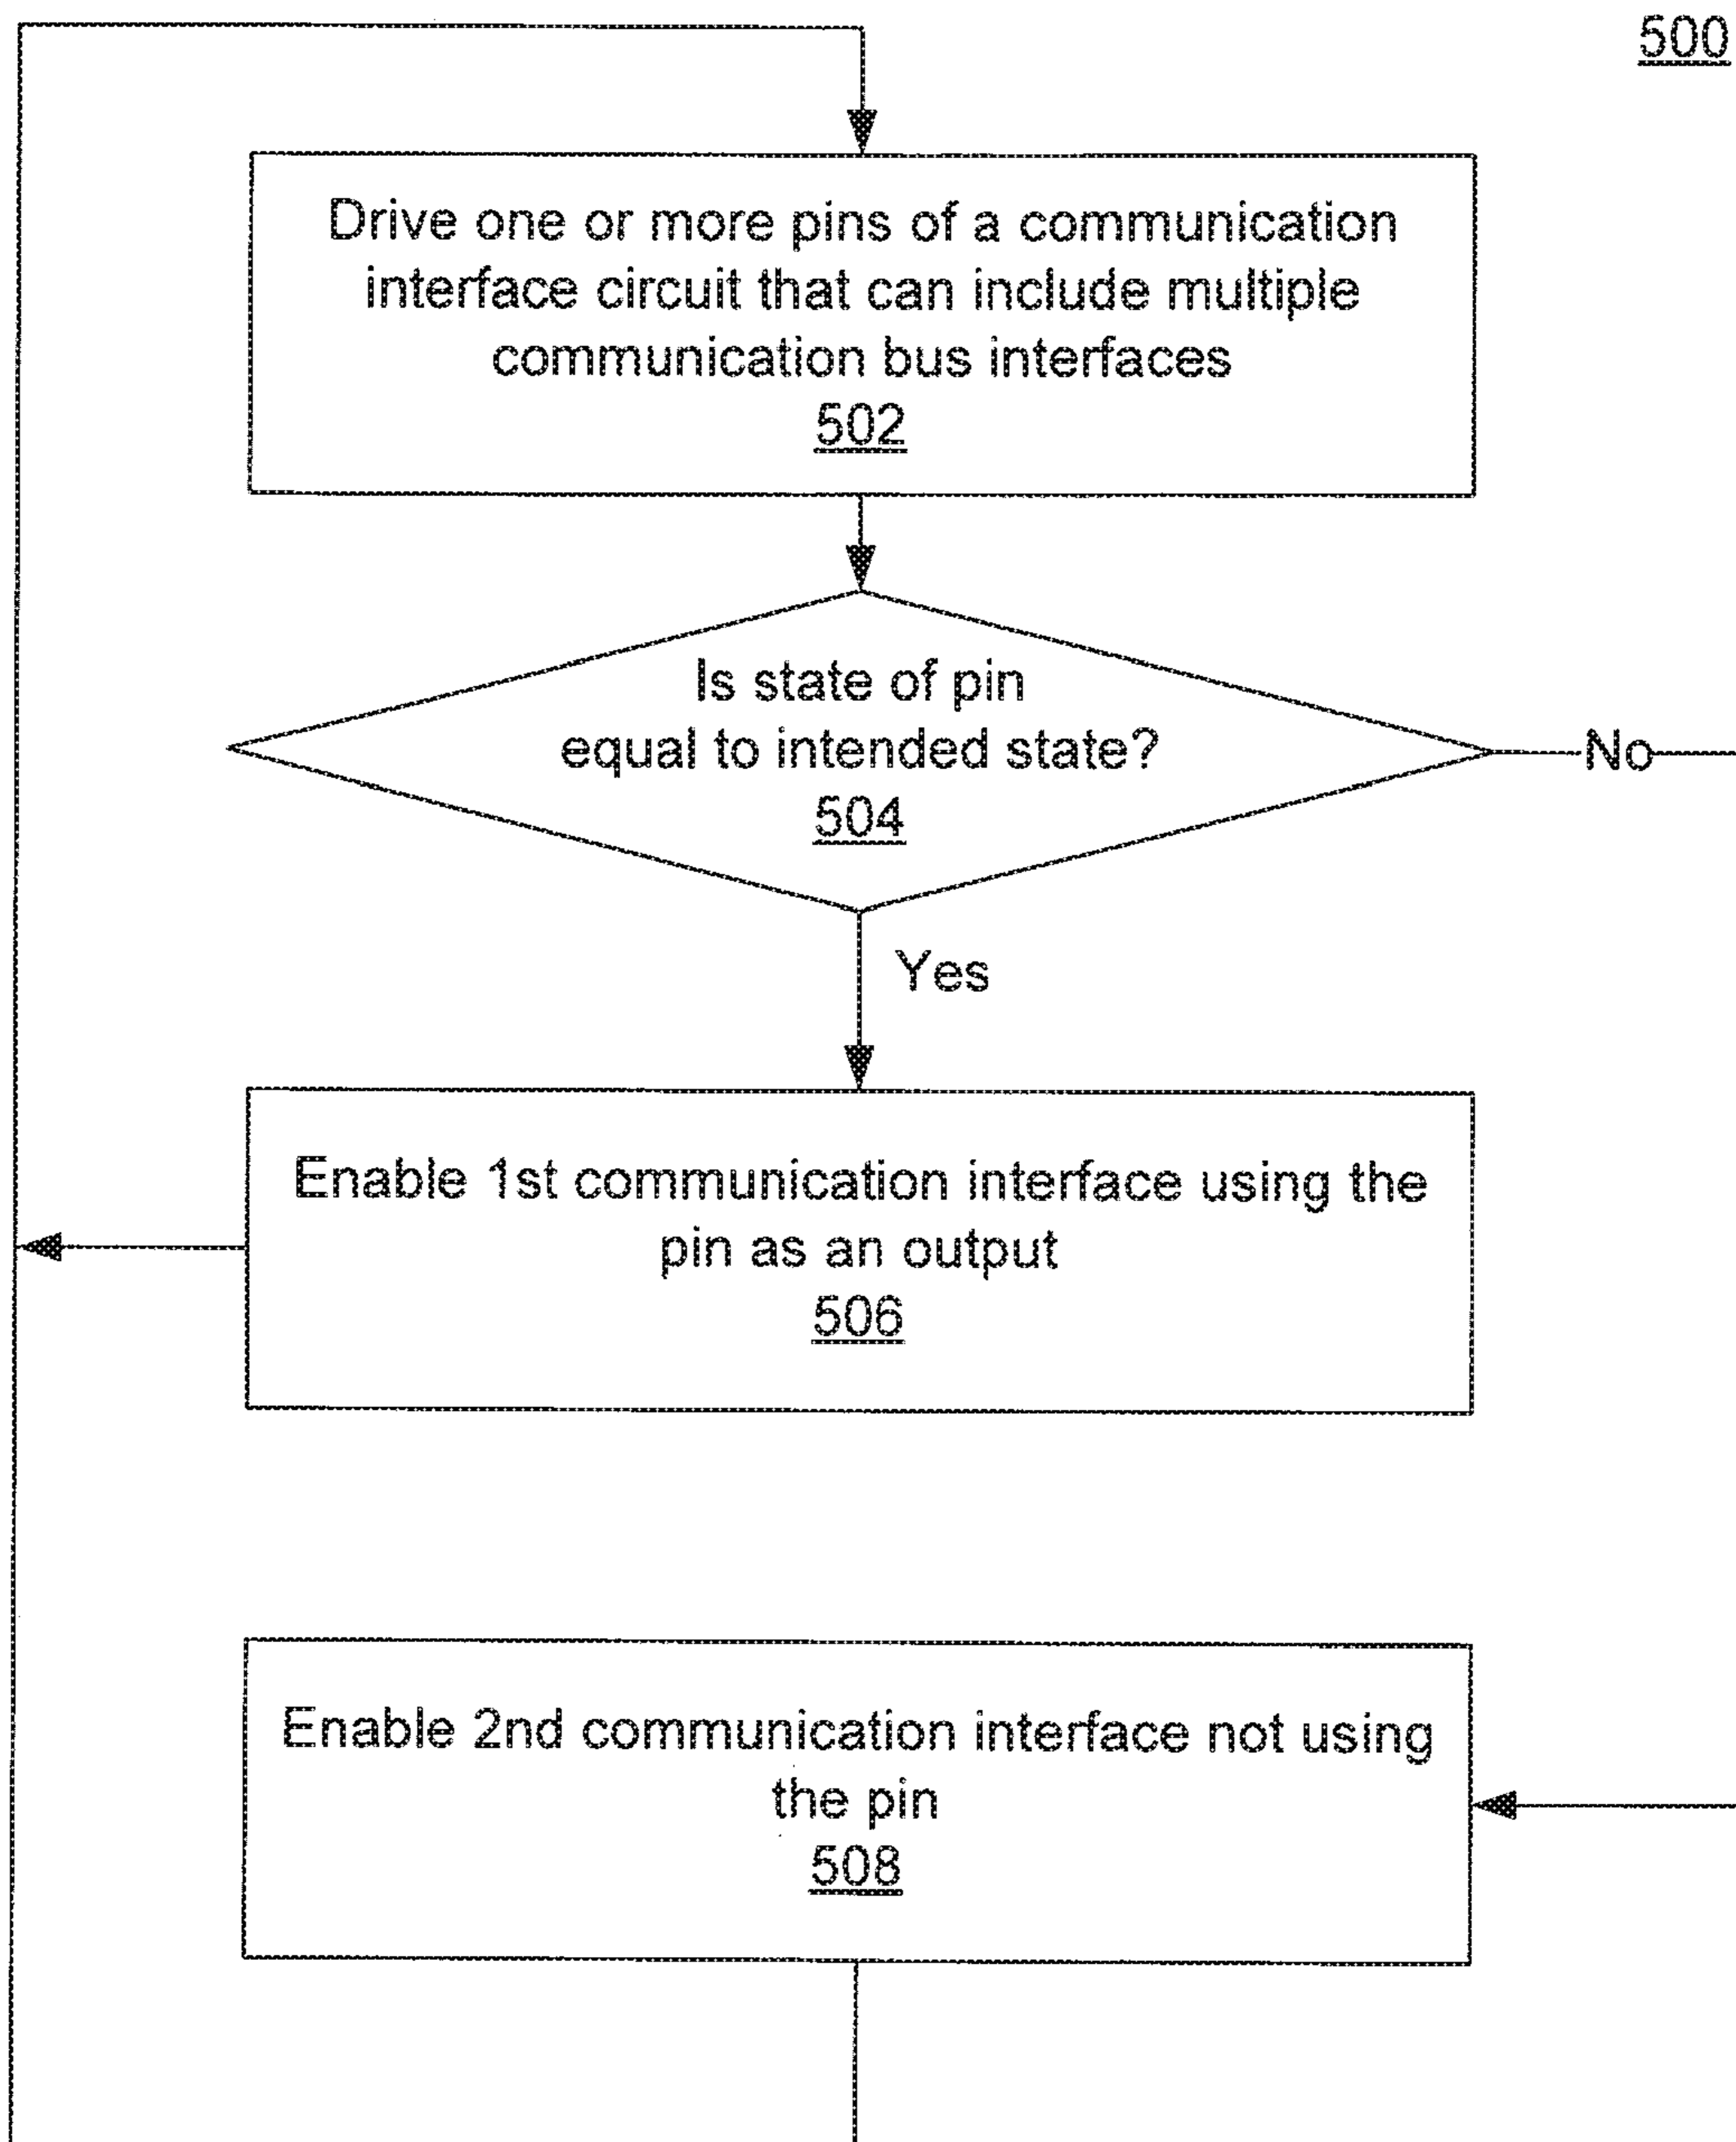 500
Drive one or more pins of a communication
interface circuit that can include multiple
communication bus interfaces
502
Is state of pin
equal to intended state?
504
No
Yes
Enable 1st communication interface using the
pin as an output
506
Enable 2nd communication interface not using
the pin
508